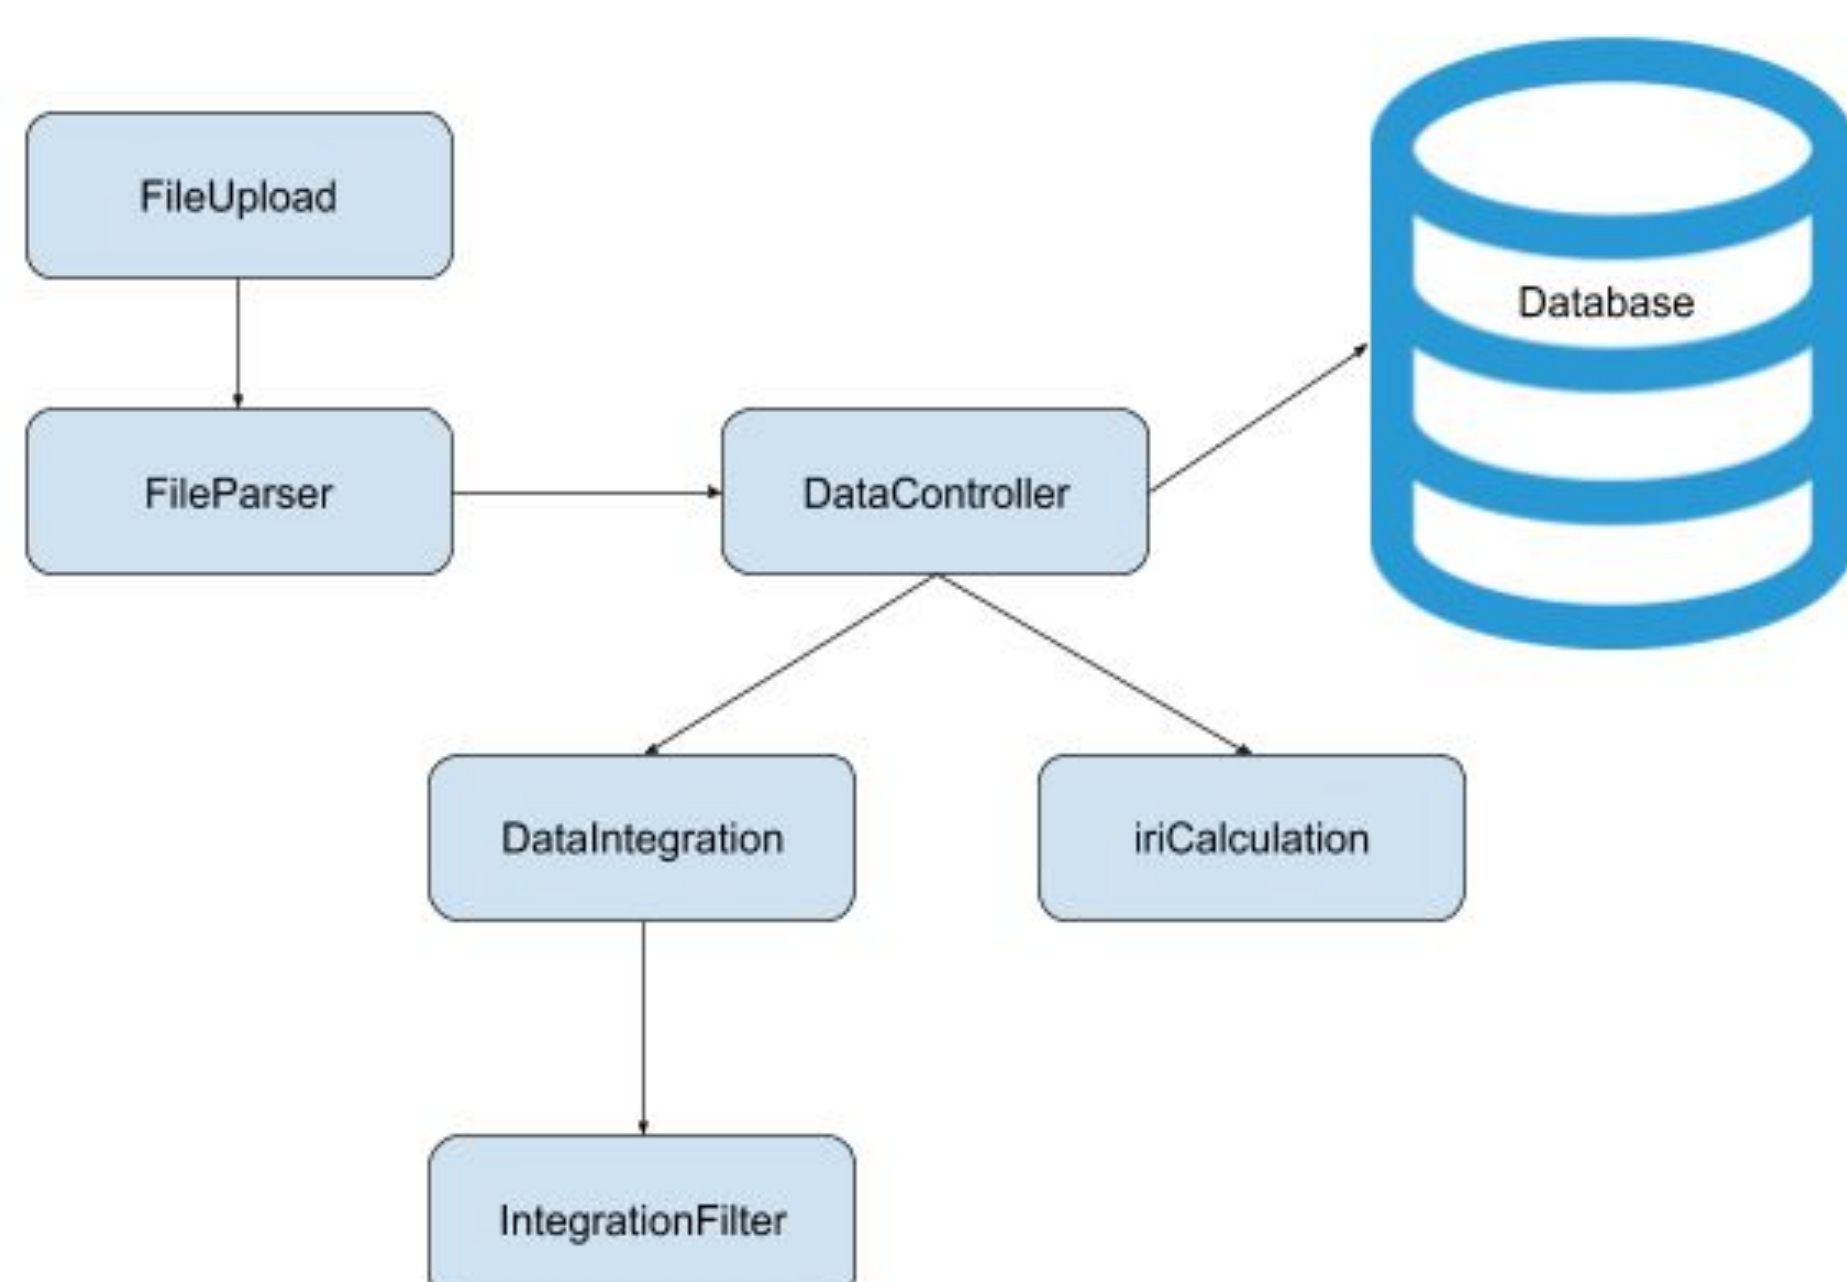 FileUpload
Database
FileParser
DataController
DataIntegration
iriCalculation
IntegrationFilter